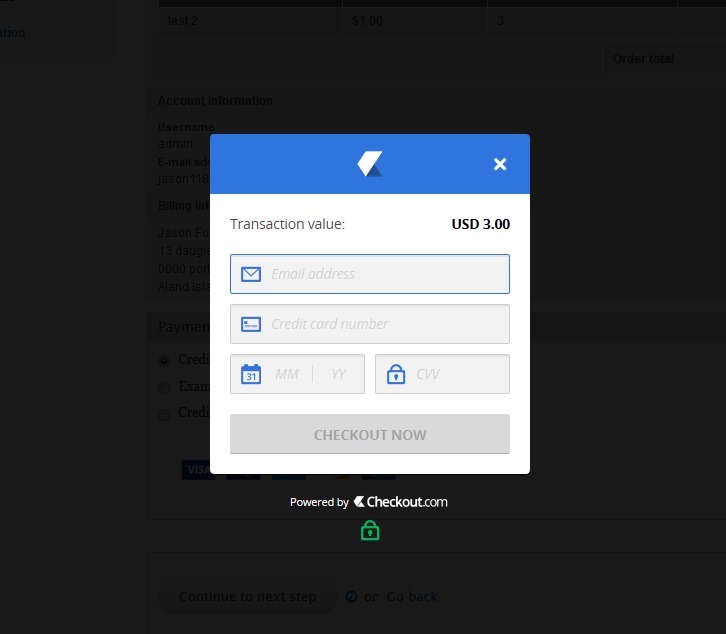 ation
test 2 $1.00 3
Order total
Account information
Username
admin
E-mail ad
jason118
Billing inf
Jason Fo
13 daugle
0000 port
Aland Isla
Paymen
Credi
Exam
Credi
VISA
Transaction value: USD 3.00
Email address
Credit card number
31 MM YY CVV
CHECKOUT NOW
Powered by Checkout.com
Continue to next step or Go back